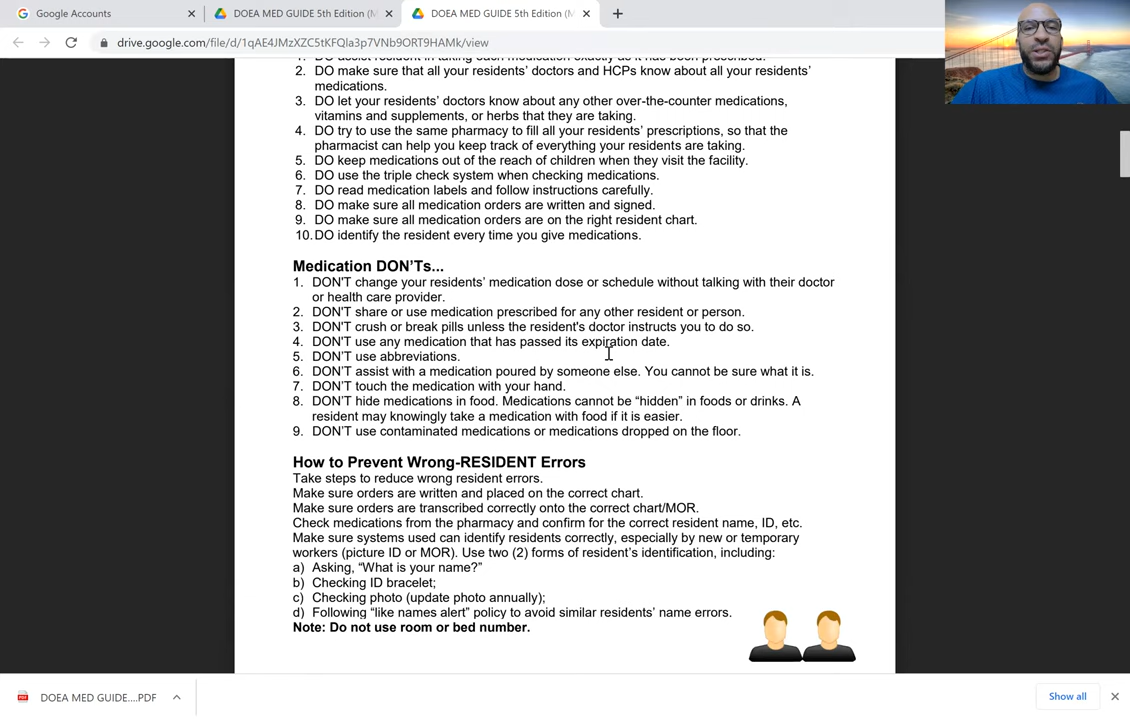 Google Accounts
DOEA MED GUIDE 5th Edition (M
DOEA MED GUIDE 5th Edition (M
drive.google.com/file/d/1qAE4JMzXZC5tKFQIa3p7VNb9ORT9HAMk/view
1. DO assist resident in taking each medication exactly as it has been prescribed.
2. DO make sure that all your residents’ doctors and HCPs know about all your residents’
medications.
3. DO let your residents’ doctors know about any other over-the-counter medications,
vitamins and supplements, or herbs that they are taking.
4. DO try to use the same pharmacy to fill all your residents’ prescriptions, so that the
pharmacist can help you keep track of everything your residents are taking.
5. DO keep medications out of the reach of children when they visit the facility.
6. DO use the triple check system when checking medications.
7. DO read medication labels and follow instructions carefully.
8. DO make sure all medication orders are written and signed.
9. DO make sure all medication orders are on the right resident chart.
10. DO identify the resident every time you give medications.
Medication DON’Ts...
1. DON'T change your residents’ medication dose or schedule without talking with their doctor
or health care provider.
2. DON'T share or use medication prescribed for any other resident or person.
3. DON'T crush or break pills unless the resident's doctor instructs you to do so.
4. DON'T use any medication that has passed its expiration date.
5. DON’T use abbreviations.
6. DON’T assist with a medication poured by someone else. You cannot be sure what it is.
7. DON’T touch the medication with your hand.
8. DON’T hide medications in food. Medications cannot be “hidden” in foods or drinks. A
resident may knowingly take a medication with food if it is easier.
9. DON’T use contaminated medications or medications dropped on the floor.
How to Prevent Wrong-RESIDENT Errors
Take steps to reduce wrong resident errors.
Make sure orders are written and placed on the correct chart.
Make sure orders are transcribed correctly onto the correct chart/MOR.
Check medications from the pharmacy and confirm for the correct resident name, ID, etc.
Make sure systems used can identify residents correctly, especially by new or temporary
workers (picture ID or MOR). Use two (2) forms of resident’s identification, including:
a) Asking, “What is your name?”
b) Checking ID bracelet;
c) Checking photo (update photo annually);
d) Following “like names alert” policy to avoid similar residents’ name errors.
Note: Do not use room or bed number.
DOEA MED GUIDE....PDF
Show all